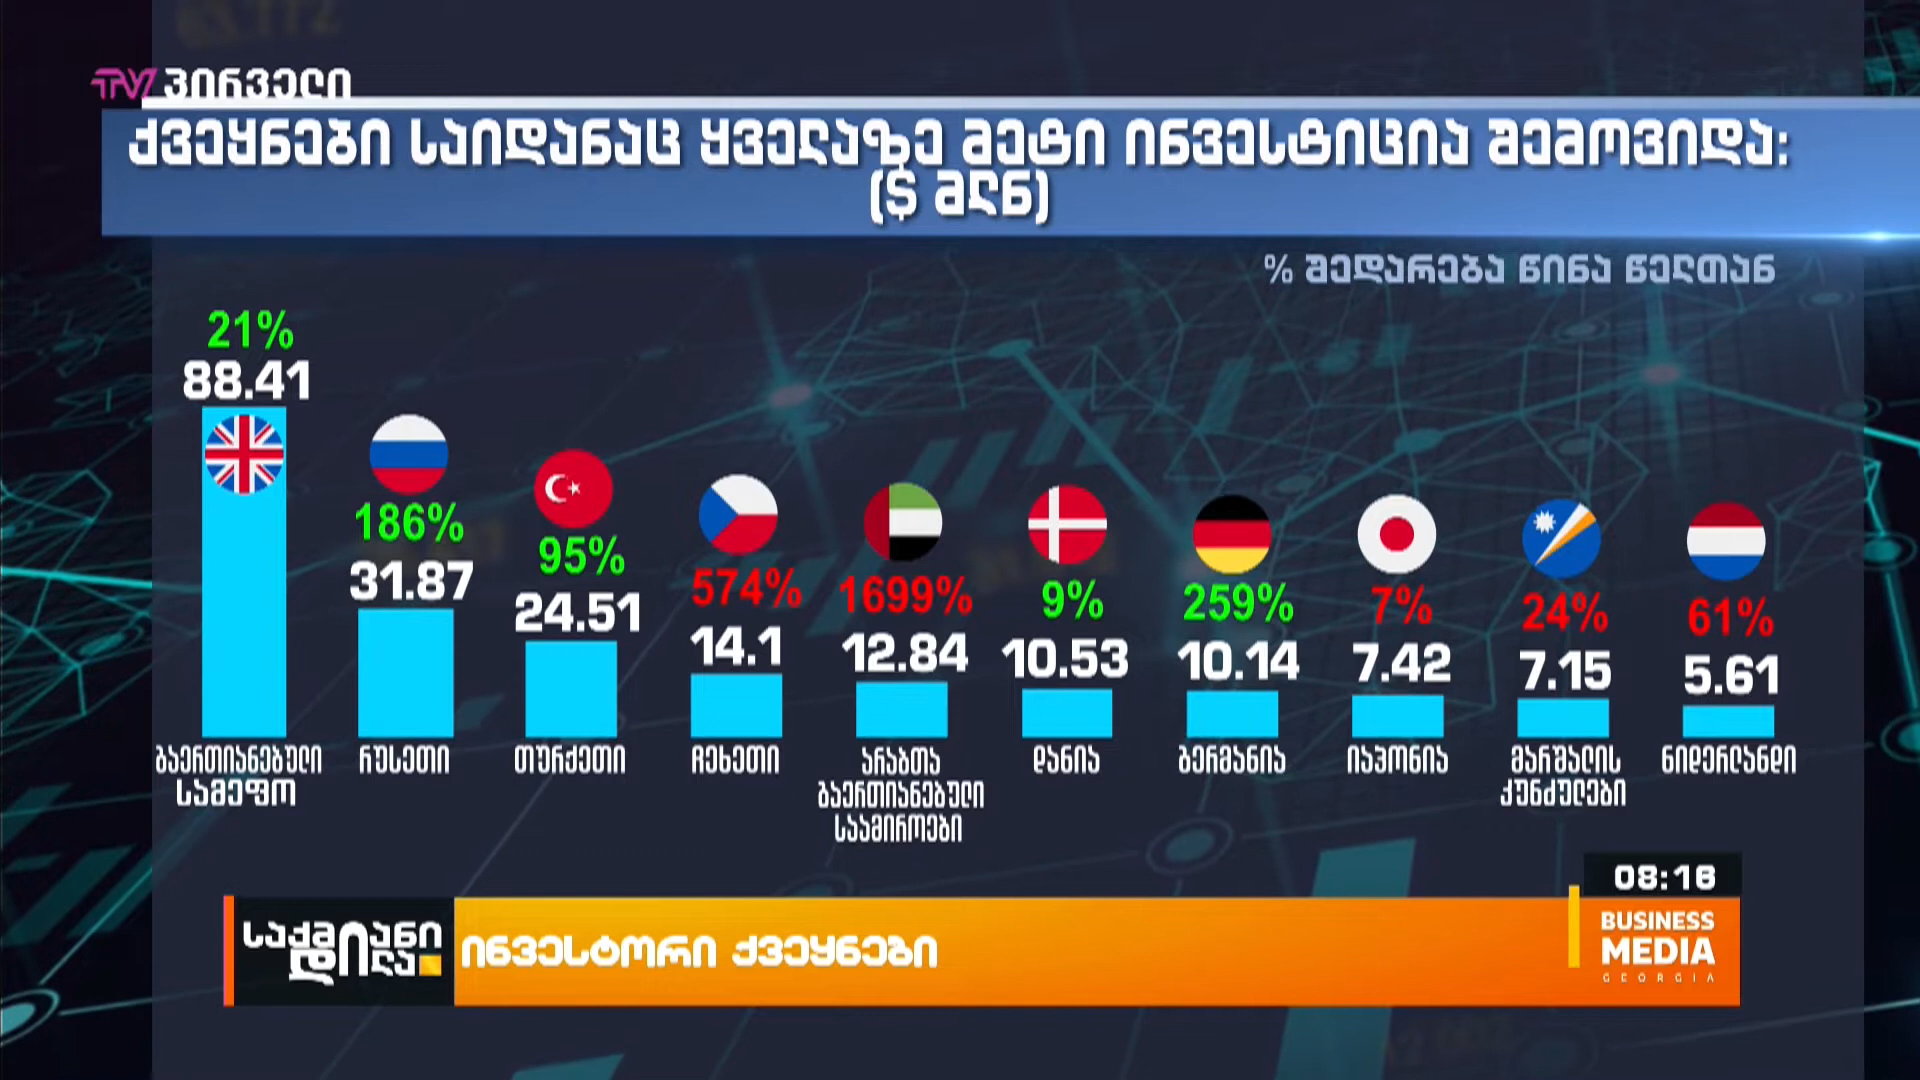 TV პირველი
ქვეყნები საიდანაც ყველაზე მეტი ინვესტიცია შემოვიდა:
($ მლნ)
% შედარება წინა წელთან
21%
88.41
186%
31.87
95%
24.51
574%
14.1
1699%
12.84
9%
10.53
259%
10.14
7%
7.42
24%
7.15
61%
5.61
გაერთიანებული
სამეფო
რუსეთი
თურქეთი
ჩეხეთი
არაბთა
გაერთიანებული
საამიროები
დანია
გერმანია
იაპონია
მარშალის
კუნძულები
ნიდერლანდი
საქმიანი
დილა
ინვესტორი ქვეყნები
08:16
BUSINESS
MEDIA
GEORGIA